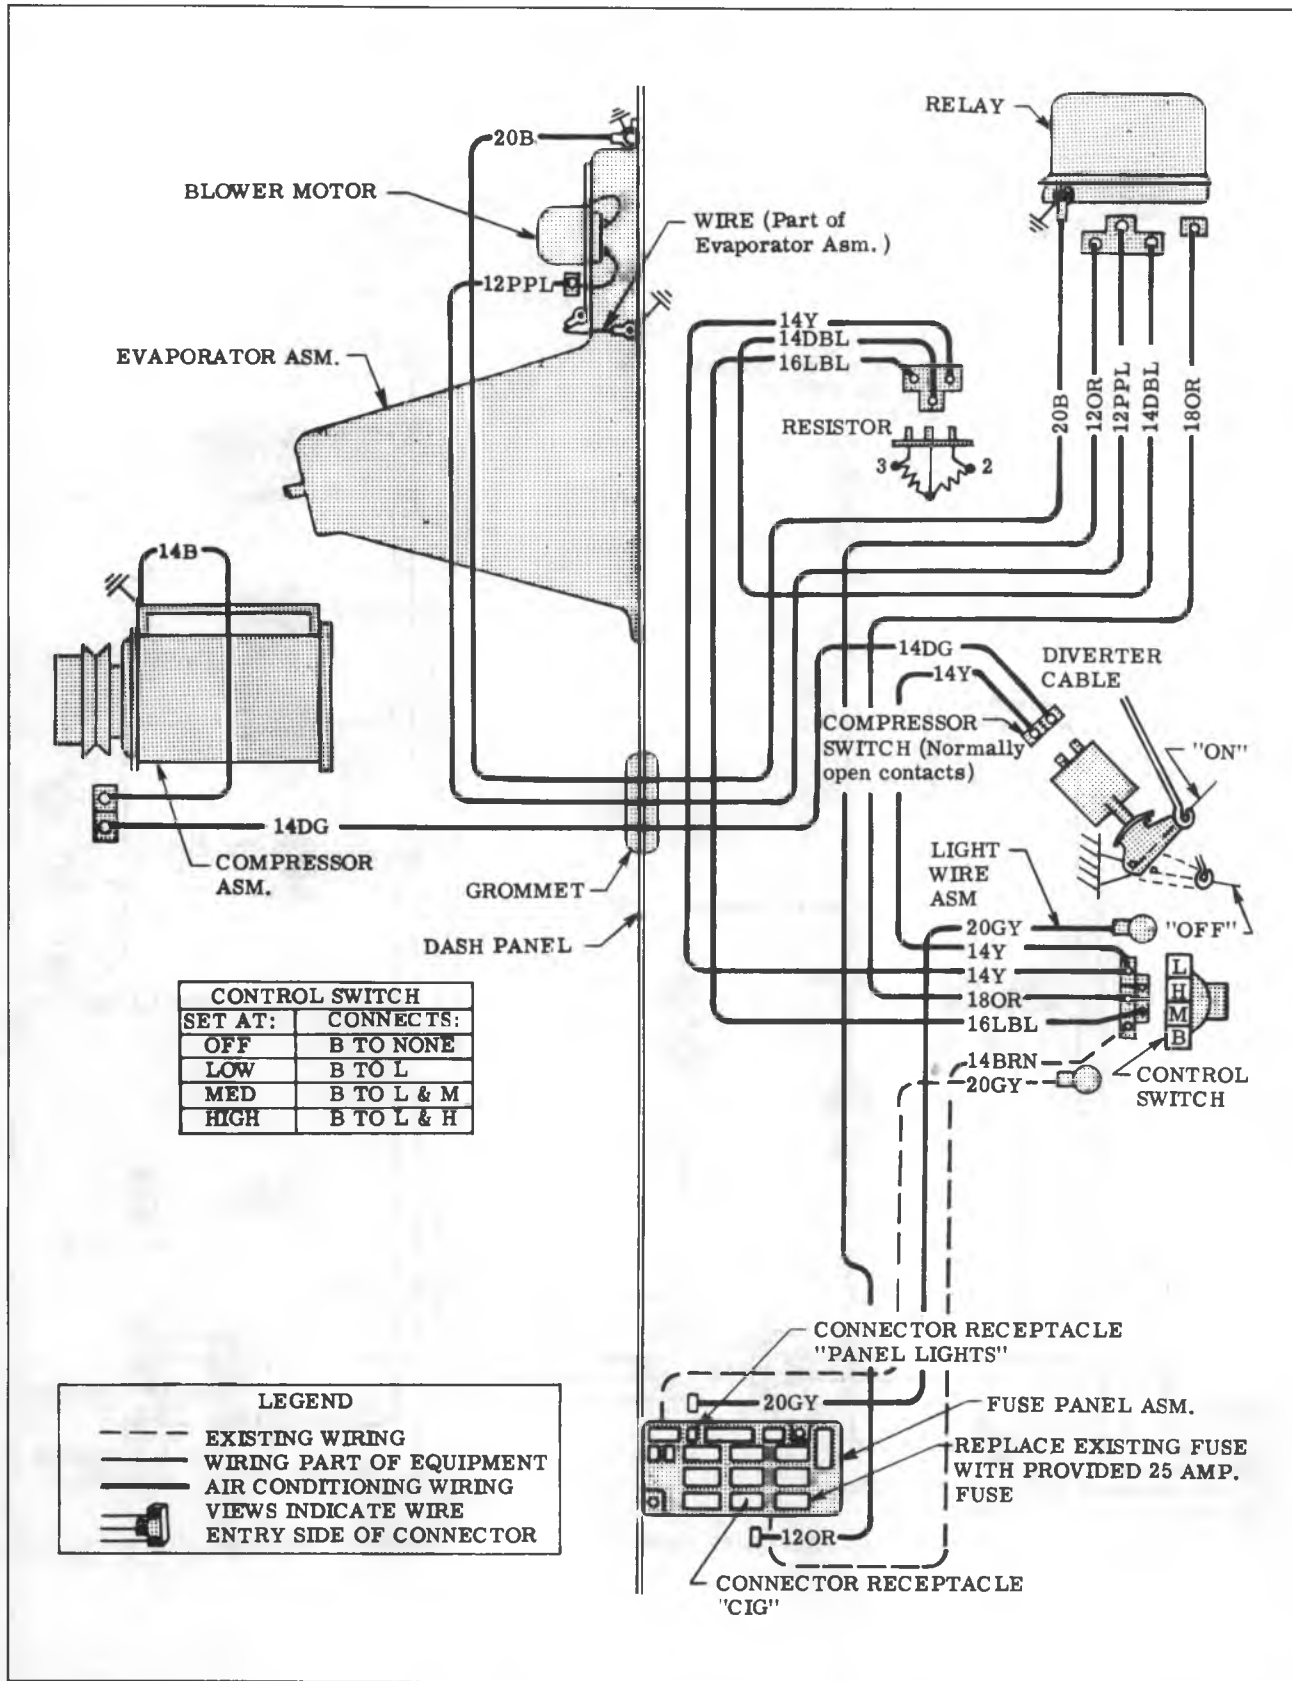 RELAY
20B
BLOWER MOTOR
WIRE (Part of
Evaporator Asm.)
12PPL
14Y
14DBL
16LBL
EVAPORATOR ASM.
RESISTOR
3
2
20B
12OR
12PPL
14DBL
18OR
14B
14DG
14Y
DIVERTER
CABLE
COMPRESSOR
SWITCH (Normally
open contacts)
"ON"
14DG
COMPRESSOR
ASM.
GROMMET
LIGHT
WIRE
ASM
DASH PANEL
20GY
"OFF"
14Y
14Y
18OR
16LBL
L
H
M
B
14BRN
20GY
CONTROL
SWITCH
CONTROL SWITCH
SET AT: CONNECTS:
OFF B TO NONE
LOW B TO L
MED B TO L & M
HIGH B TO L & H
CONNECTOR RECEPTACLE
"PANEL LIGHTS"
20GY
FUSE PANEL ASM.
REPLACE EXISTING FUSE
WITH PROVIDED 25 AMP.
FUSE
12OR
CONNECTOR RECEPTACLE
"CIG"
LEGEND
EXISTING WIRING
WIRING PART OF EQUIPMENT
AIR CONDITIONING WIRING
VIEWS INDICATE WIRE
ENTRY SIDE OF CONNECTOR